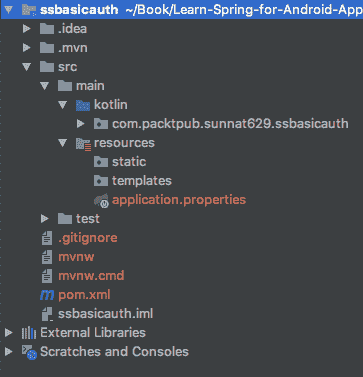 ssbasicauth ~/Book/Learn-Spring-for-Android-App
.idea
.mvn
src
main
kotlin
com.packtpub.sunnat629.ssbasicauth
resources
static
templates
application.properties
test
.gitignore
mvnw
mvnw.cmd
pom.xml
ssbasicauth.iml
External Libraries
Scratches and Consoles